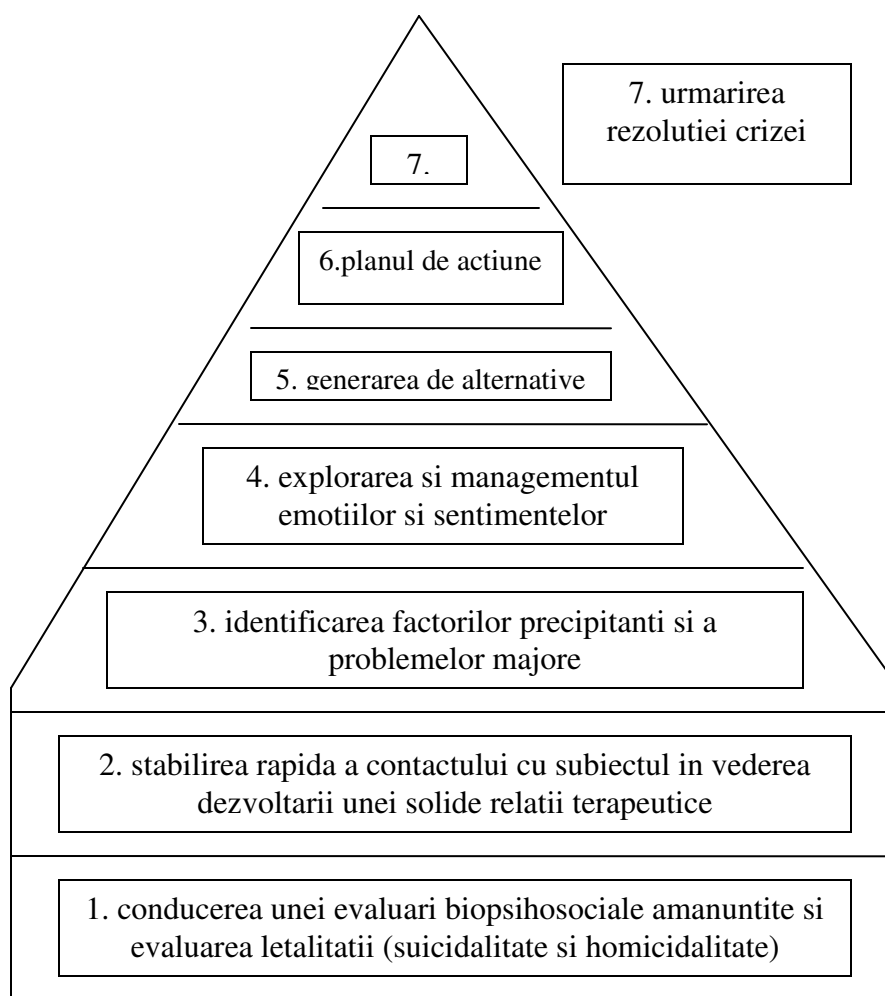 7. urmarirea
rezolutiei crizei
7.
6.planul de actiune
5. generarea de alternative
4. explorarea si managementul
emotiilor si sentimentelor
3. identificarea factorilor precipitanti si a
problemelor majore
2. stabilirea rapida a contactului cu subiectul in vederea
dezvoltarii unei solide relatii terapeutice
1. conducerea unei evaluari biopsihosociale amanuntite si
evaluarea letalitatii (suicidalitate si homicidalitate)